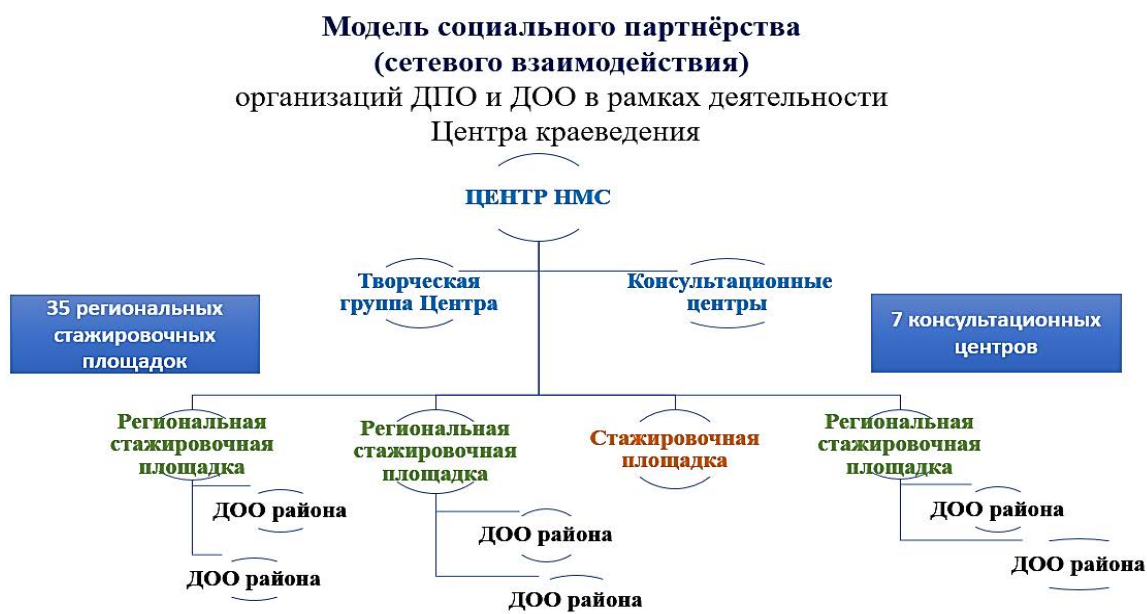 Модель социального партнёрства
(сетевого взаимодействия)
организаций ДПО и ДОО в рамках деятельности
Центра краеведения
ЦЕНТР НМС
Творческая
группа Центра
Консультационные
центры
35 региональных
стажировочных
площадок
7 консультационных
центров
Региональная
стажировочная
площадка
Региональная
стажировочная
площадка
Стажировочная
площадка
Региональная
стажировочная
площадка
ДОО района
ДОО района
ДОО района
ДОО района
ДОО района
ДОО района